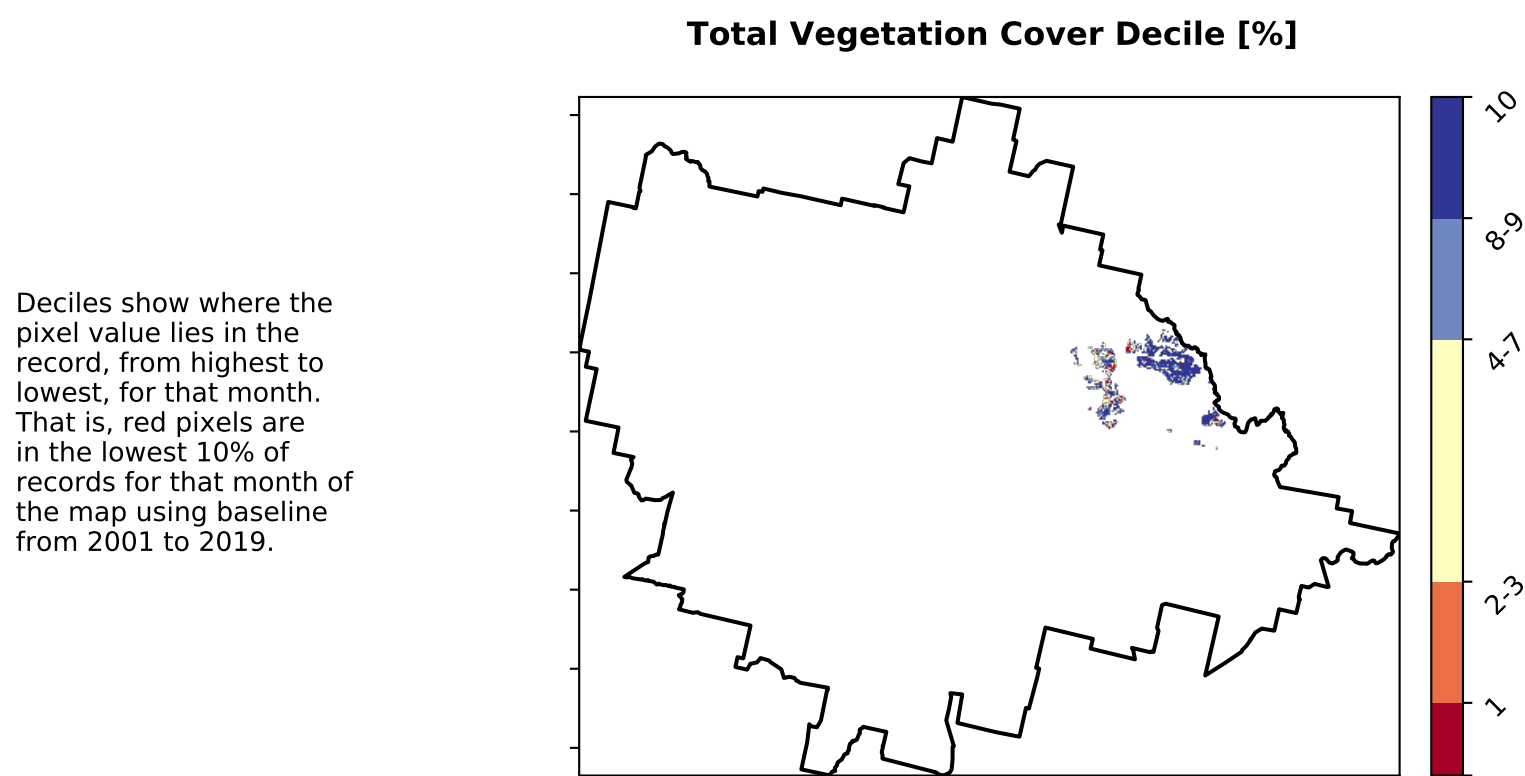 Total Vegetation Cover Decile [%]
Deciles show where the
pixel value lies in the
record, from highest to
lowest, for that month.
That is, red pixels are
in the lowest 10% of
records for that month of
the map using baseline
from 2001 to 2019.
10
8-9
4-7
2-3
1